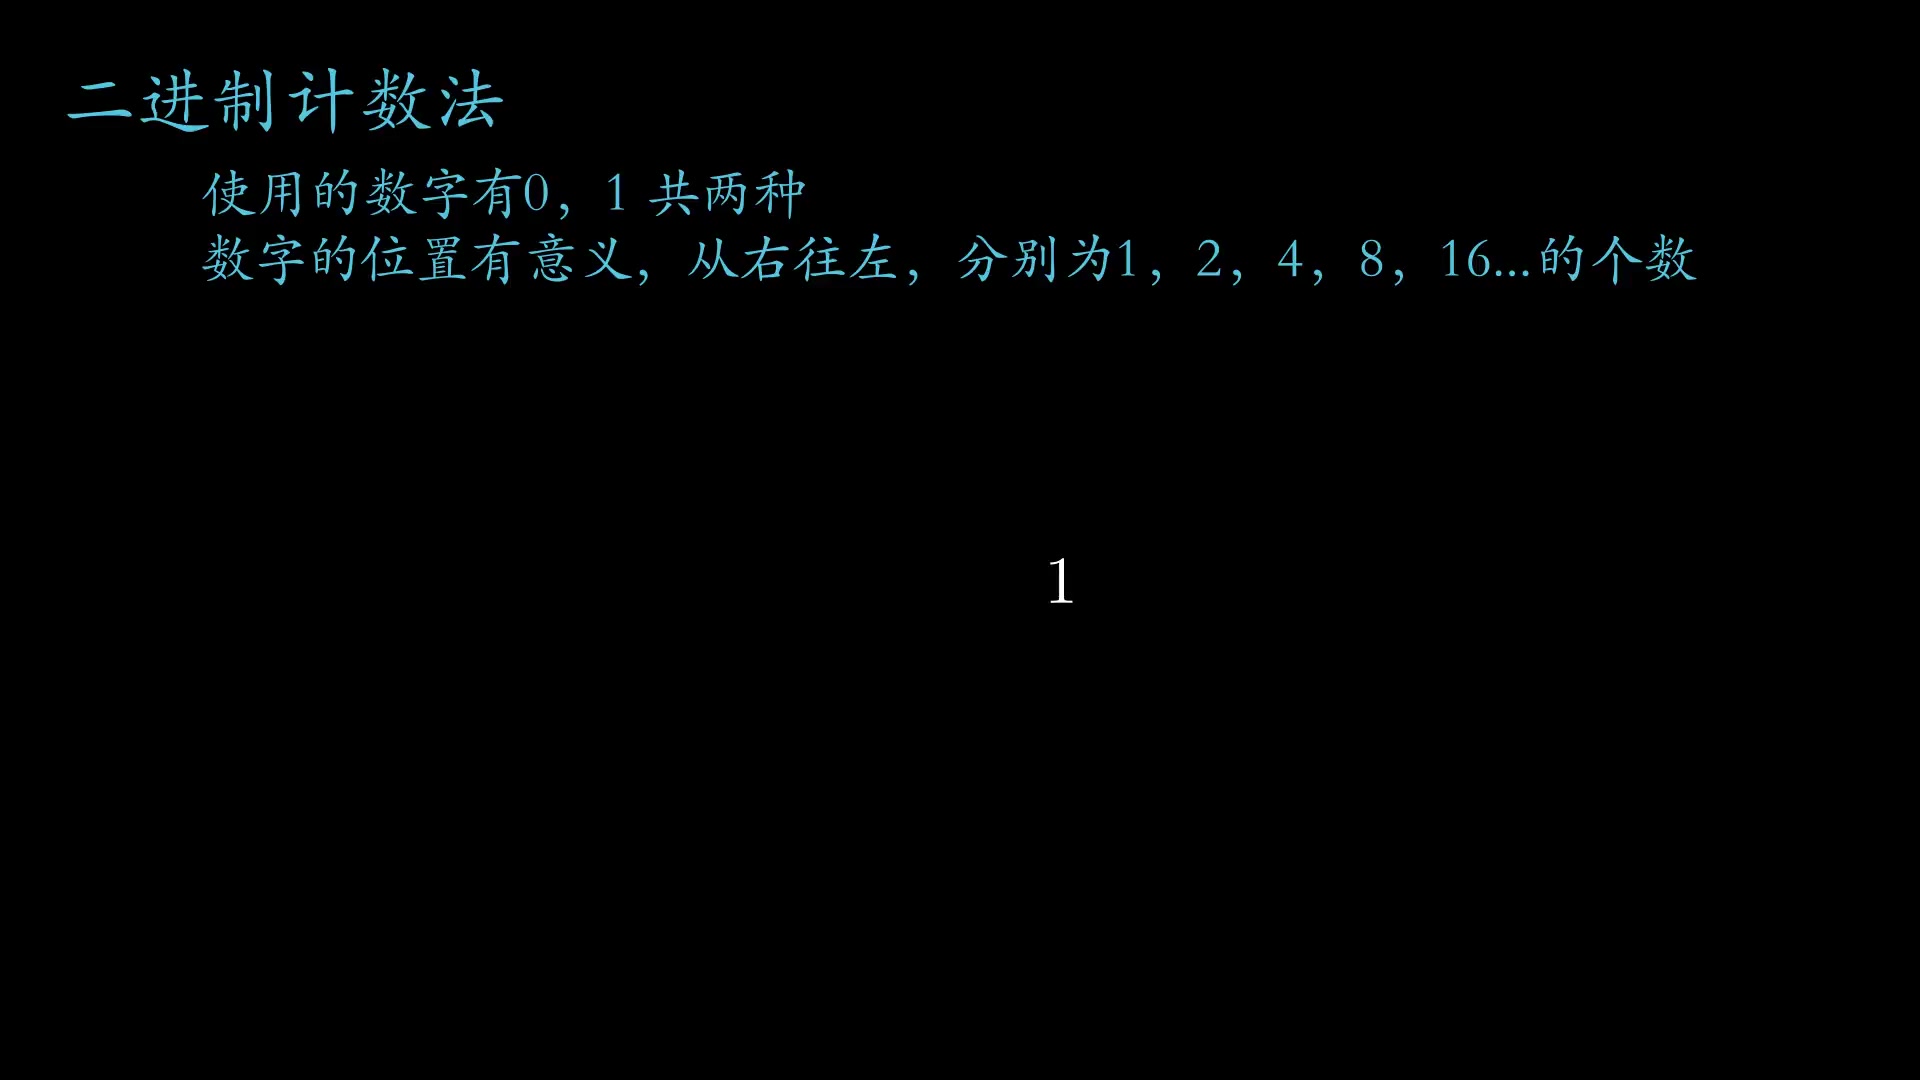 二进制计数法
使用的数字有0，1 共两种
数字的位置有意义，从右往左，分别为1，2，4，8，16...的个数
1